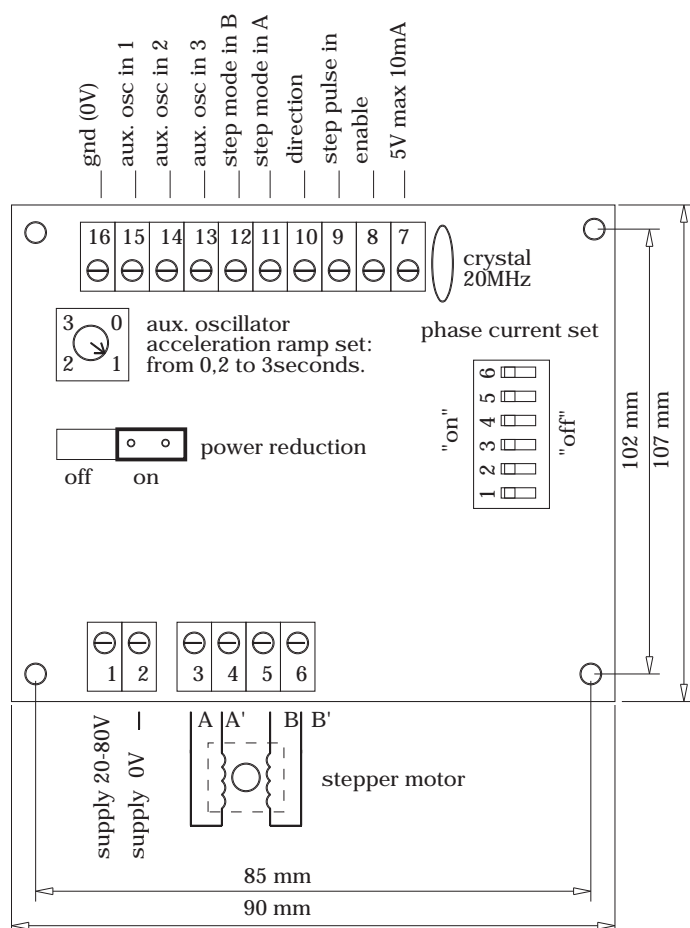 gnd (0V)
aux. osc in 1
aux. osc in 2
aux. osc in 3
step mode in B
step mode in A
direction
step pulse in
enable
5V max 10mA
16 15 14 13 12 11 10 9 8 7
crystal
20MHz
3 0
2 1
aux. oscillator
acceleration ramp set:
from 0,2 to 3seconds.
phase current set
"on"
1 2 3 4 5 6
"off"
power reduction
off on
102 mm
107 mm
1 2 3 4 5 6
A A' B B'
supply 20-80V
supply 0V
stepper motor
85 mm
90 mm